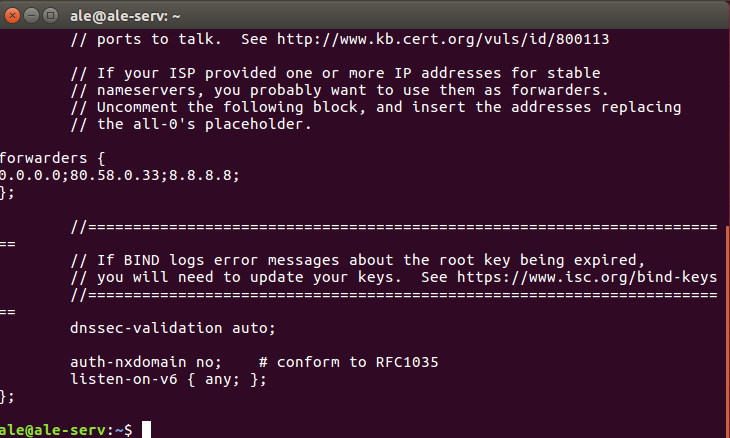 ale@ale-serv: ~
// ports to talk.  See http://www.kb.cert.org/vuls/id/800113
// If your ISP provided one or more IP addresses for stable
// nameservers, you probably want to use them as forwarders.
// Uncomment the following block, and insert the addresses replacing
// the all-0's placeholder.
forwarders {
0.0.0.0;80.58.0.33;8.8.8.8;
};
//========================================================================
==
// If BIND logs error messages about the root key being expired,
// you will need to update your keys.  See https://www.isc.org/bind-keys
//========================================================================
==
dnssec-validation auto;
auth-nxdomain no;    # conform to RFC1035
listen-on-v6 { any; };
};
ale@ale-serv:~$